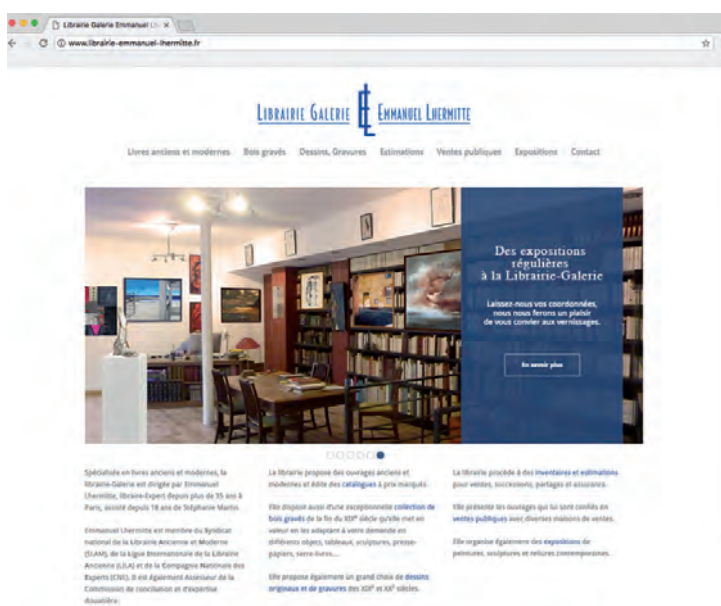 Librairie Galerie Emmanuel Lh
www.librairie-emmanuel-lhermitte.fr
LIBRAIRIE GALERIE EMMANUEL LHERMITTE
Livres anciens et modernes Bois gravés Dessins, Gravures Estimations Ventes publiques Expositions Contact
Des expositions
régulières
à la Librairie-Galerie
Laissez-nous vos coordonnées,
nous nous ferons un plaisir
de vous convier aux vernissages.
En savoir plus
Spécialisée en livres anciens et modernes, la
librairie-Galerie est dirigée par Emmanuel
Lhermitte, libraire-Expert depuis plus de 35 ans à
Paris, assisté depuis 18 ans de Stéphanie Martin.
Emmanuel Lhermitte est membre du Syndicat
national de la Librairie Ancienne et Moderne
(SLAM), de la Ligue Internationale de la Librairie
Ancienne (LILA) et de la Compagnie Nationale des
Experts (CNE). Il est également Assesseur de la
Commission de conciliation et d'expertise
douanière.
La librairie propose des ouvrages anciens et
modernes et édite des catalogues à prix marqués.
Elle dispose aussi d'une exceptionnelle collection de
bois gravés de la fin du XIXe siècle qu'elle met en
valeur en les adaptant à votre demande en
différents objets, tableaux, sculptures, presse-
papiers, serre-livres....
Elle propose également un grand choix de dessins
originaux et de gravures des XIXe et XXe siècles.
La librairie procède à des inventaires et estimations
pour ventes, successions, partages et assurance.
Elle présente les ouvrages qui lui sont confiés en
ventes publiques avec diverses maisons de ventes.
Elle organise également des expositions de
peintures, sculptures et reliures contemporaines.